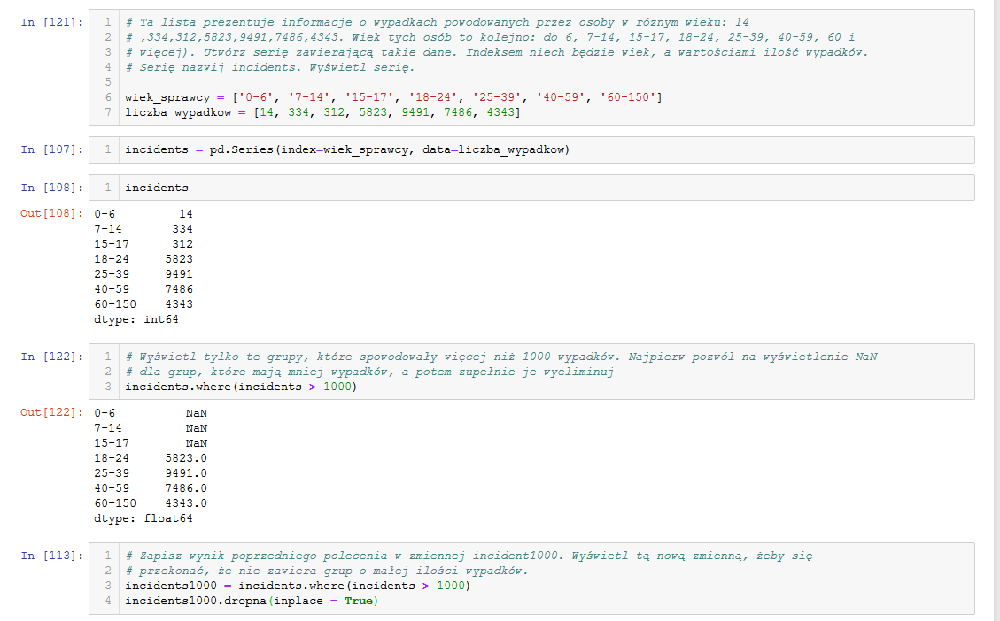 In [121]:
1 # Ta lista prezentuje informacje o wypadkach powodowanych przez osoby w różnym wieku: 14
2 # ,334,312,5823,9491,7486,4343. Wiek tych osób to kolejno: do 6, 7-14, 15-17, 18-24, 25-39, 40-59, 60 i
3 # więcej). Utwórz serię zawierającą takie dane. Indeksem niech będzie wiek, a wartościami ilość wypadków.
4 # Serię nazwij incidents. Wyświetl serię.
5
6 wiek_sprawcy = ['0-6', '7-14', '15-17', '18-24', '25-39', '40-59', '60-150']
7 liczba_wypadkow = [14, 334, 312, 5823, 9491, 7486, 4343]
In [107]:
1 incidents = pd.Series(index=wiek_sprawcy, data=liczba_wypadkow)
In [108]:
1 incidents
Out[108]:
0-6 14
7-14 334
15-17 312
18-24 5823
25-39 9491
40-59 7486
60-150 4343
dtype: int64
In [122]:
1 # Wyświetl tylko te grupy, które spowodowały więcej niż 1000 wypadków. Najpierw pozwól na wyświetlenie NaN
2 # dla grup, które mają mniej wypadków, a potem zupełnie je wyeliminuj
3 incidents.where(incidents > 1000)
Out[122]:
0-6 NaN
7-14 NaN
15-17 NaN
18-24 5823.0
25-39 9491.0
40-59 7486.0
60-150 4343.0
dtype: float64
In [113]:
1 # Zapisz wynik poprzedniego polecenia w zmiennej incident1000. Wyświetl tą nową zmienną, żeby się
2 # przekonać, że nie zawiera grup o małej ilości wypadków.
3 incidents1000 = incidents.where(incidents > 1000)
4 incidents1000.dropna(inplace = True)